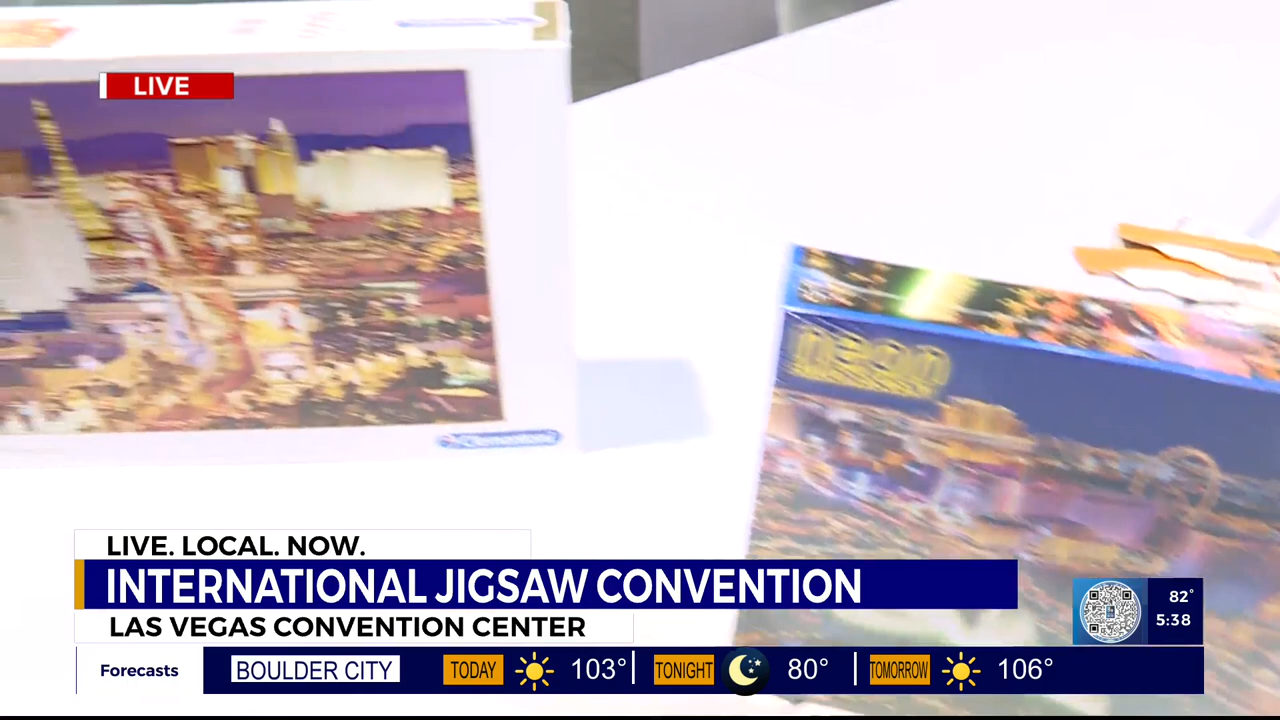 LIVE
neon
LIVE. LOCAL. NOW.
INTERNATIONAL JIGSAW CONVENTION
LAS VEGAS CONVENTION CENTER
82°
5:38
Forecasts BOULDER CITY TODAY 103° TONIGHT 80° TOMORROW 106°